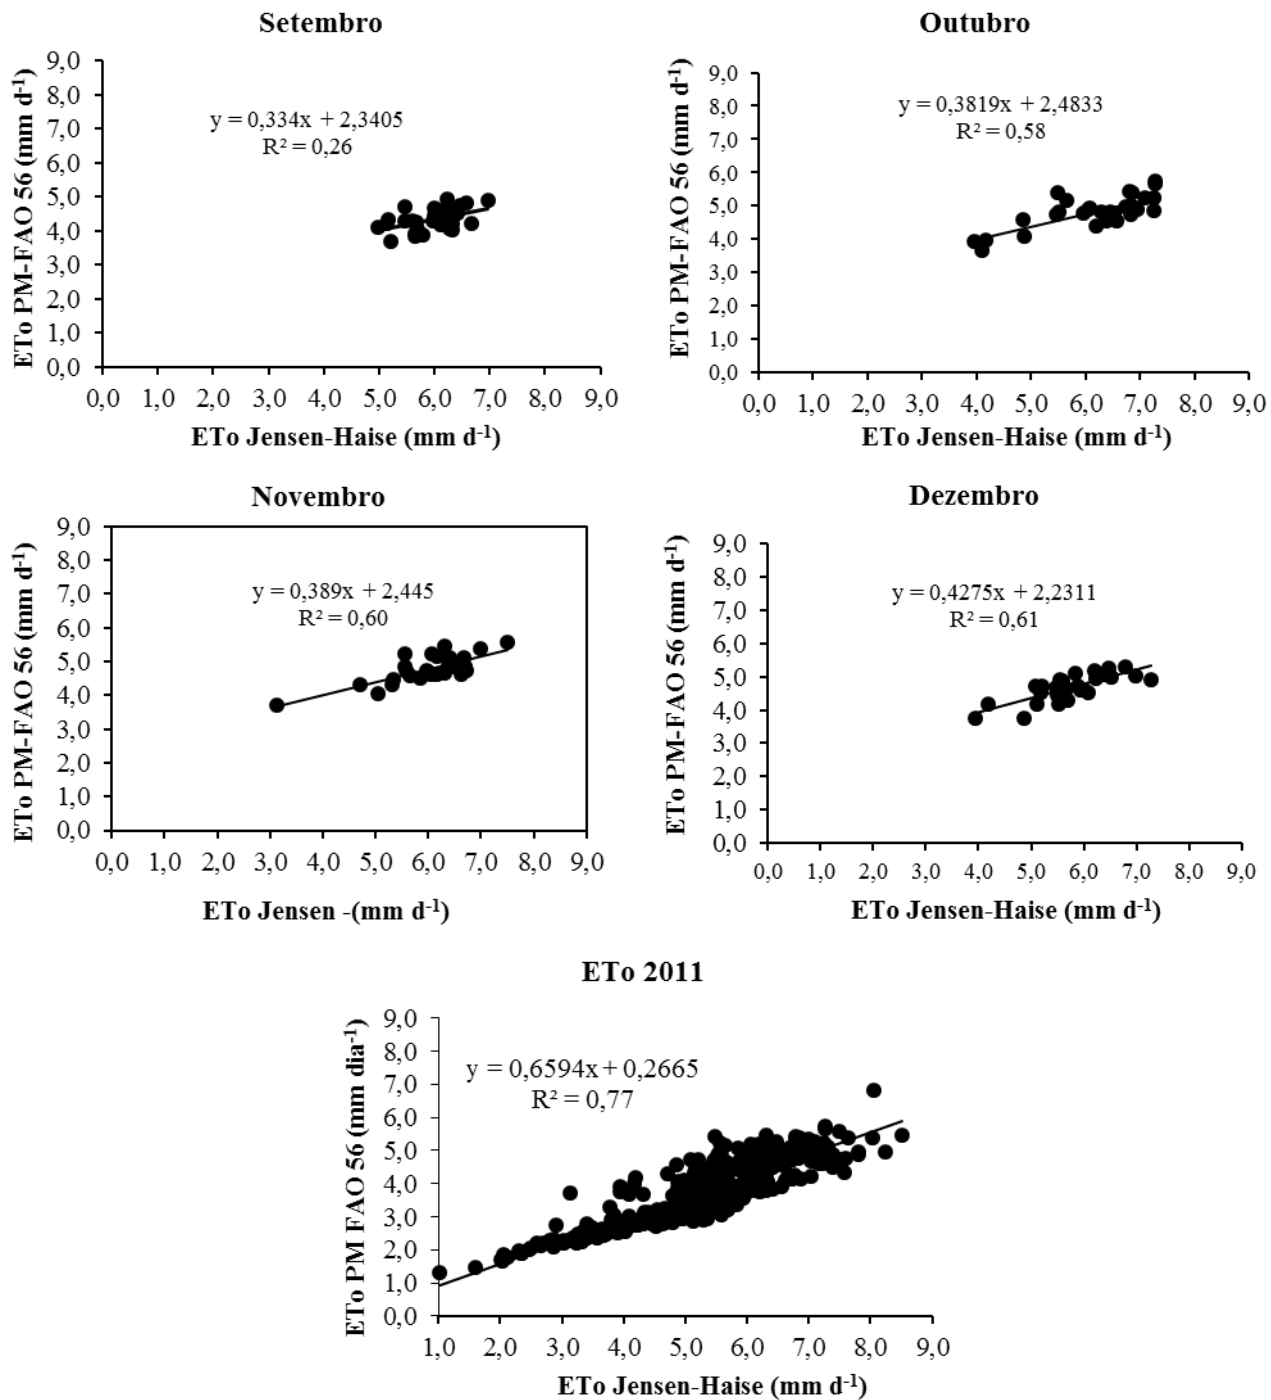 Setembro
ETo PM-FAO 56 (mm d-1)
9,0
8,0
7,0
6,0
5,0
4,0
3,0
2,0
1,0
0,0
y = 0,334x + 2,3405
R² = 0,26
0,0 1,0 2,0 3,0 4,0 5,0 6,0 7,0 8,0 9,0
ETo Jensen-Haise (mm d-1)
Outubro
ETo PM-FAO 56 (mm d-1)
9,0
8,0
7,0
6,0
5,0
4,0
3,0
2,0
1,0
0,0
y = 0,3819x + 2,4833
R² = 0,58
0,0 1,0 2,0 3,0 4,0 5,0 6,0 7,0 8,0 9,0
ETo Jensen-Haise (mm d-1)
Novembro
ETo PM-FAO 56 (mm d-1)
9,0
8,0
7,0
6,0
5,0
4,0
3,0
2,0
1,0
0,0
y = 0,389x + 2,445
R² = 0,60
0,0 1,0 2,0 3,0 4,0 5,0 6,0 7,0 8,0 9,0
ETo Jensen -(mm d-1)
Dezembro
ETo PM-FAO 56 (mm d-1)
9,0
8,0
7,0
6,0
5,0
4,0
3,0
2,0
1,0
0,0
y = 0,4275x + 2,2311
R² = 0,61
0,0 1,0 2,0 3,0 4,0 5,0 6,0 7,0 8,0 9,0
ETo Jensen-Haise (mm d-1)
ETo 2011
ETo PM FAO 56 (mm dia-1)
9,0
8,0
7,0
6,0
5,0
4,0
3,0
2,0
1,0
0,0
y = 0,6594x + 0,2665
R² = 0,77
1,0 2,0 3,0 4,0 5,0 6,0 7,0 8,0 9,0
ETo Jensen-Haise (mm d-1)